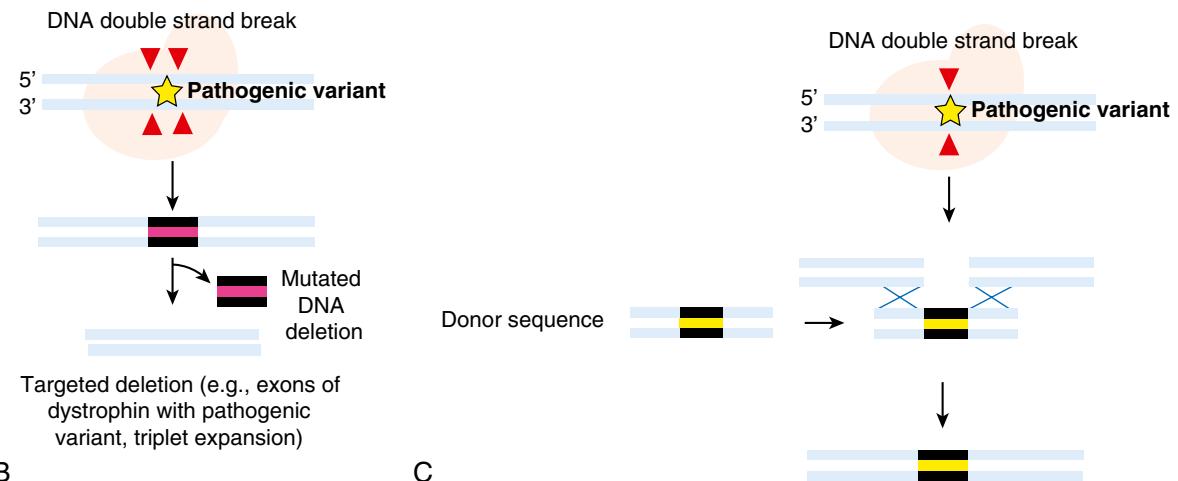 DNA double strand break
5’
Pathogenic variant
3’
Mutated
DNA
deletion
Targeted deletion (e.g., exons of
dystrophin with pathogenic
variant, triplet expansion)
B
DNA double strand break
5’
Pathogenic variant
3’
Donor sequence
C